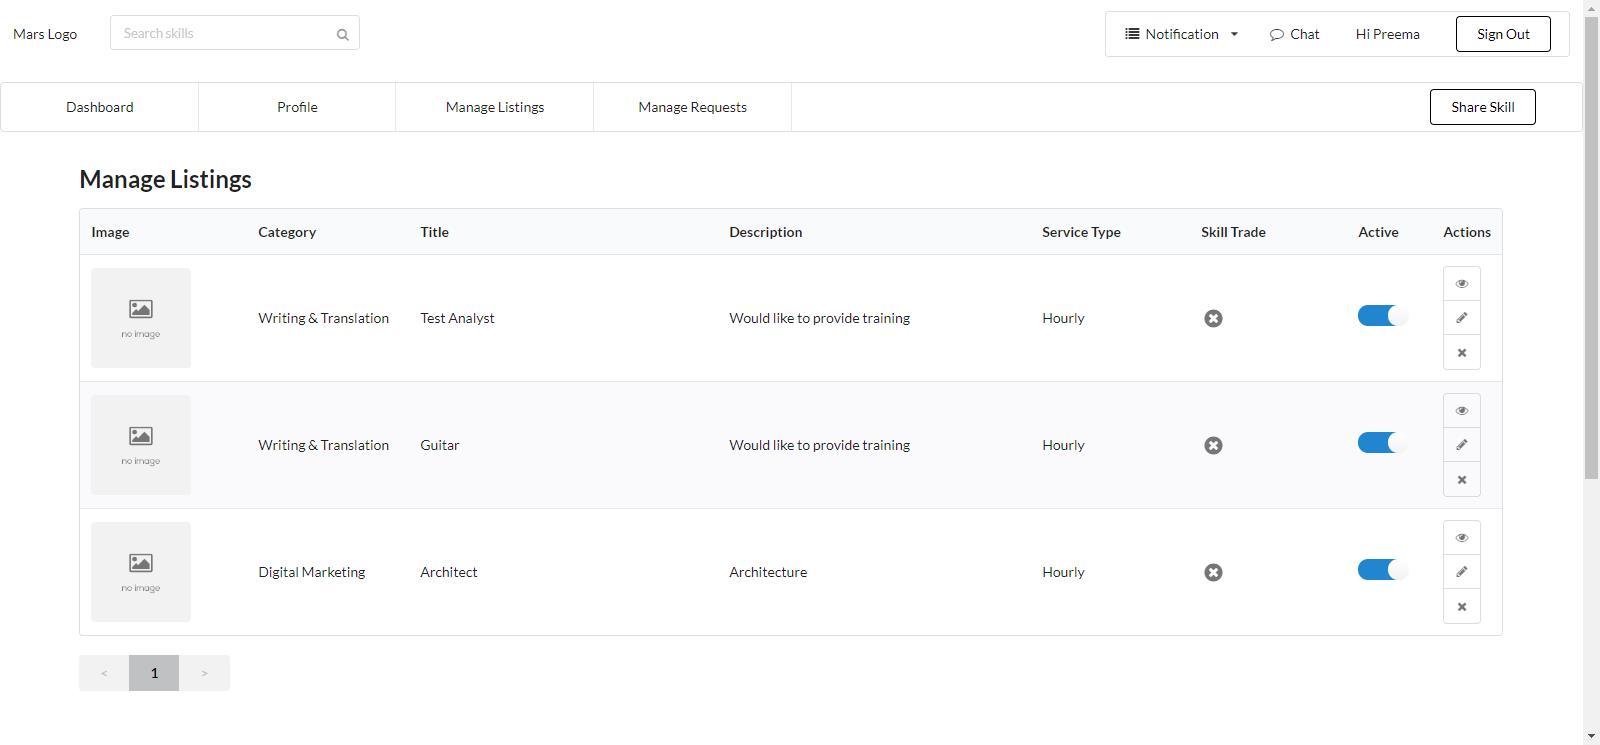 Mars Logo
Search skills
Notification
Chat
Hi Preema
Sign Out
Dashboard
Profile
Manage Listings
Manage Requests
Share Skill
Manage Listings
Image Category Title Description Service Type Skill Trade Active Actions
no image Writing & Translation Test Analyst Would like to provide training Hourly
no image Writing & Translation Guitar Would like to provide training Hourly
no image Digital Marketing Architect Architecture Hourly
< 1 >